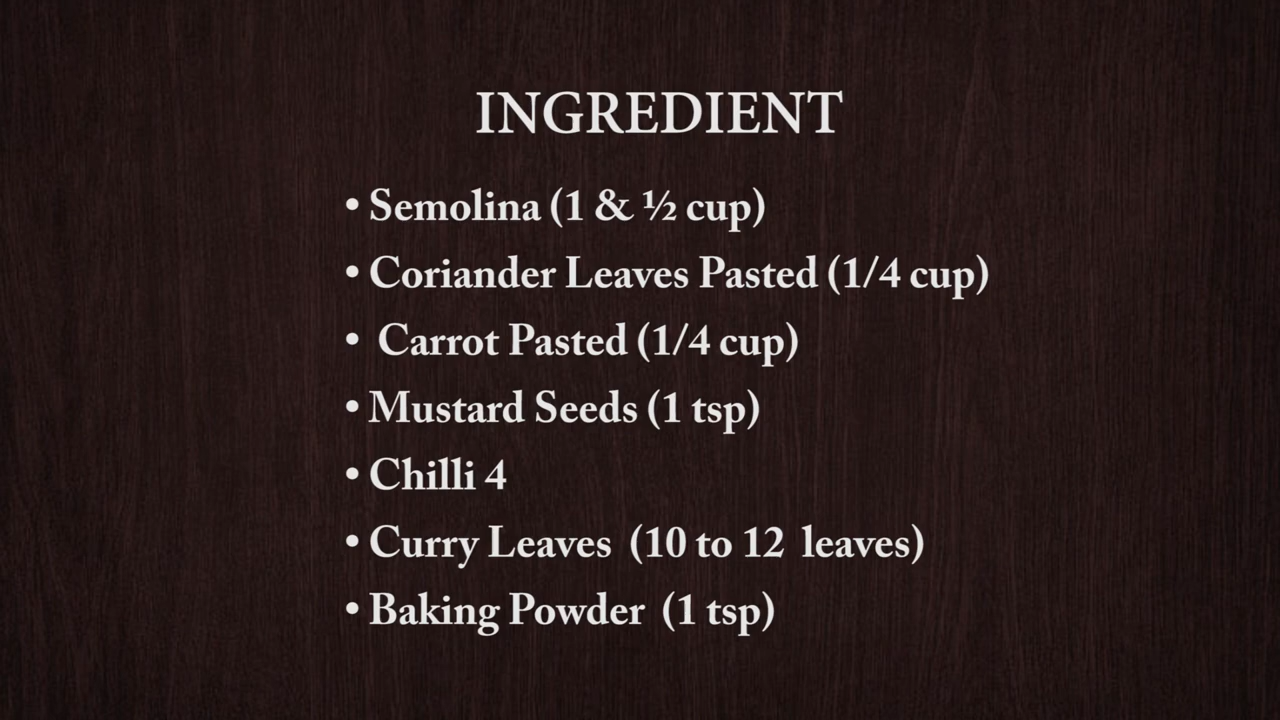 INGREDIENT
• Semolina (1 & ½ cup)
• Coriander Leaves Pasted (1/4 cup)
• Carrot Pasted (1/4 cup)
• Mustard Seeds (1 tsp)
• Chilli 4
• Curry Leaves (10 to 12 leaves)
• Baking Powder (1 tsp)